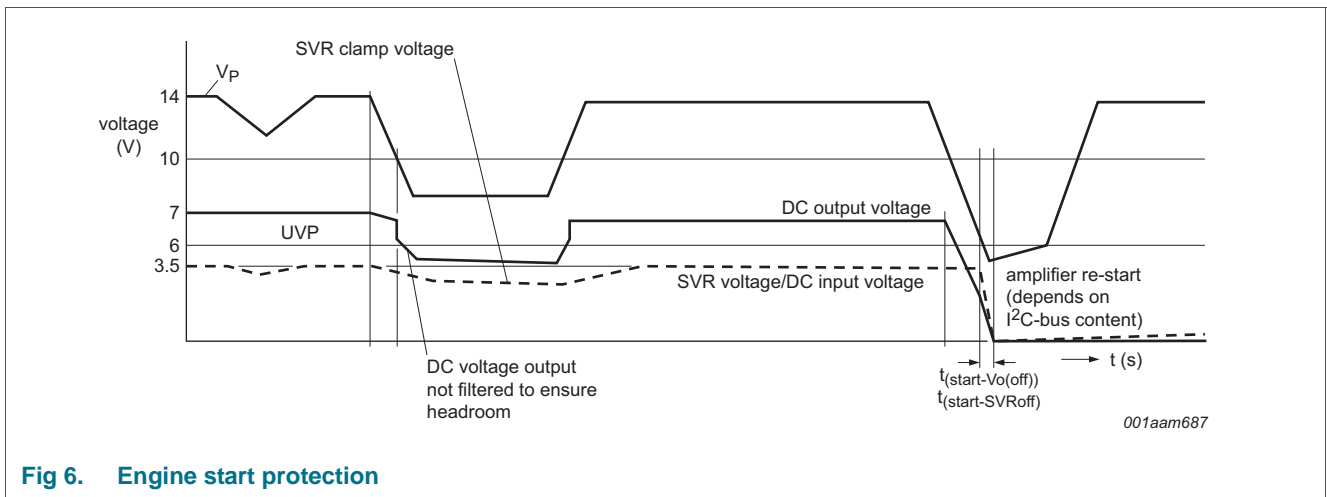 SVR clamp voltage
VP
14
voltage
(V)
10
7
DC output voltage
UVP
6
3.5
SVR voltage/DC input voltage
amplifier re-start
(depends on
I2C-bus content)
DC voltage output
not filtered to ensure
headroom
t (s)
t(start-Vo(off))
t(start-SVRoff)
001aam687
Fig 6. Engine start protection